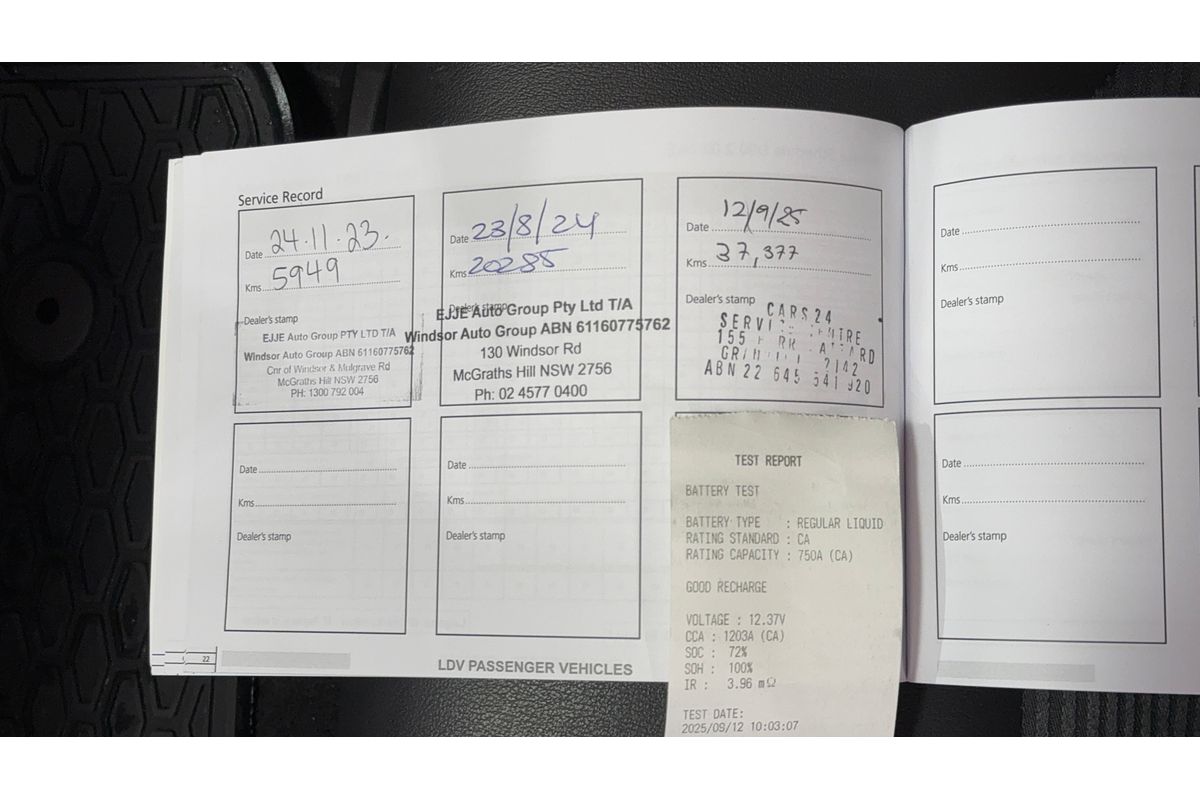 Service Record
Date 24.11.23.
Kms 5949
Dealer's stamp
EJJE Auto Group PTY LTD T/A
Windsor Auto Group ABN 61160775762
Cnr of Windsor & Mulgrave Rd
McGraths Hill NSW 2756
PH: 1300 792 004
Date 23/8/24
Kms 20285
Dealer's stamp
EJJE Auto Group Pty Ltd T/A
Windsor Auto Group ABN 61160775762
130 Windsor Rd
McGraths Hill NSW 2756
Ph: 02 4577 0400
Date 12/9/25
Kms 37,377
Dealer's stamp
CARS24
155
2142
ABN 22 645 541
Date
Kms
Dealer's stamp
Date
Kms
Dealer's stamp
Date
Kms
Dealer's stamp
TEST REPORT
BATTERY TEST
BATTERY TYPE : REGULAR LIQUID
RATING STANDARD : CA
RATING CAPACITY : 750A (CA)
GOOD RECHARGE
VOLTAGE : 12.37V
CCA : 1203A (CA)
SOC : 72%
SOH : 100%
IR : 3.96 mΩ
TEST DATE:
2025/09/12 10:03:07
Date
Kms
Dealer's stamp
22
LDV PASSENGER VEHICLES